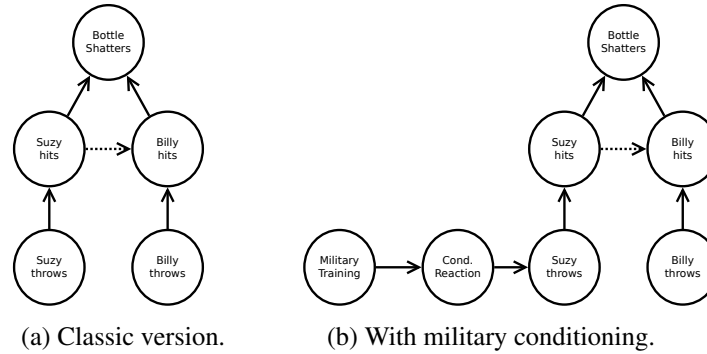 Bottle
Shatters
Suzy
hits
Billy
hits
Suzy
throws
Billy
throws
(a) Classic version.
Bottle
Shatters
Suzy
hits
Billy
hits
Military
Training
Cond.
Reaction
Suzy
throws
Billy
throws
(b) With military conditioning.